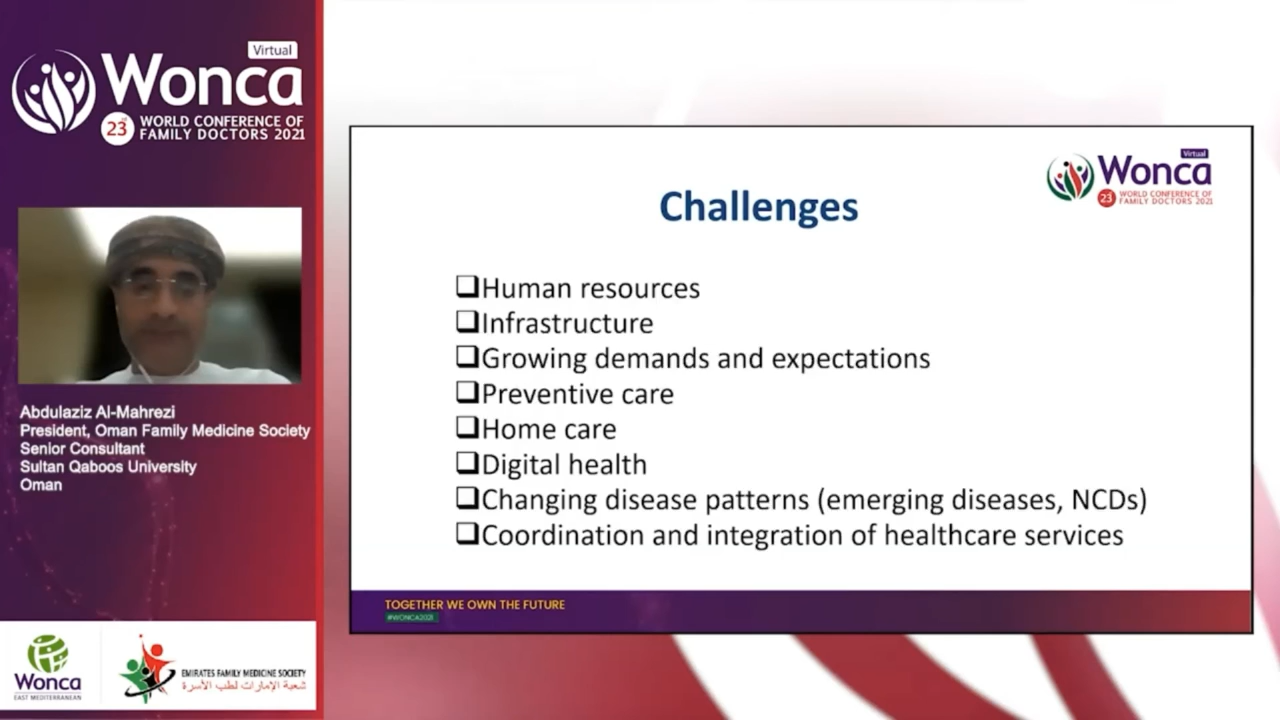 Virtual
Wonca
23rd WORLD CONFERENCE OF
FAMILY DOCTORS 2021
Abdulaziz Al-Mahrezi
President, Oman Family Medicine Society
Senior Consultant
Sultan Qaboos University
Oman
Wonca
EAST MEDITERRANEAN
EMIRATES FAMILY MEDICINE SOCIETY
شعبة الإمارات لطب الأسرة
Virtual
Wonca
23 WORLD CONFERENCE OF
FAMILY DOCTORS 2021
Challenges
❑Human resources
❑Infrastructure
❑Growing demands and expectations
❑Preventive care
❑Home care
❑Digital health
❑Changing disease patterns (emerging diseases, NCDs)
❑Coordination and integration of healthcare services
TOGETHER WE OWN THE FUTURE
#WONCA2021